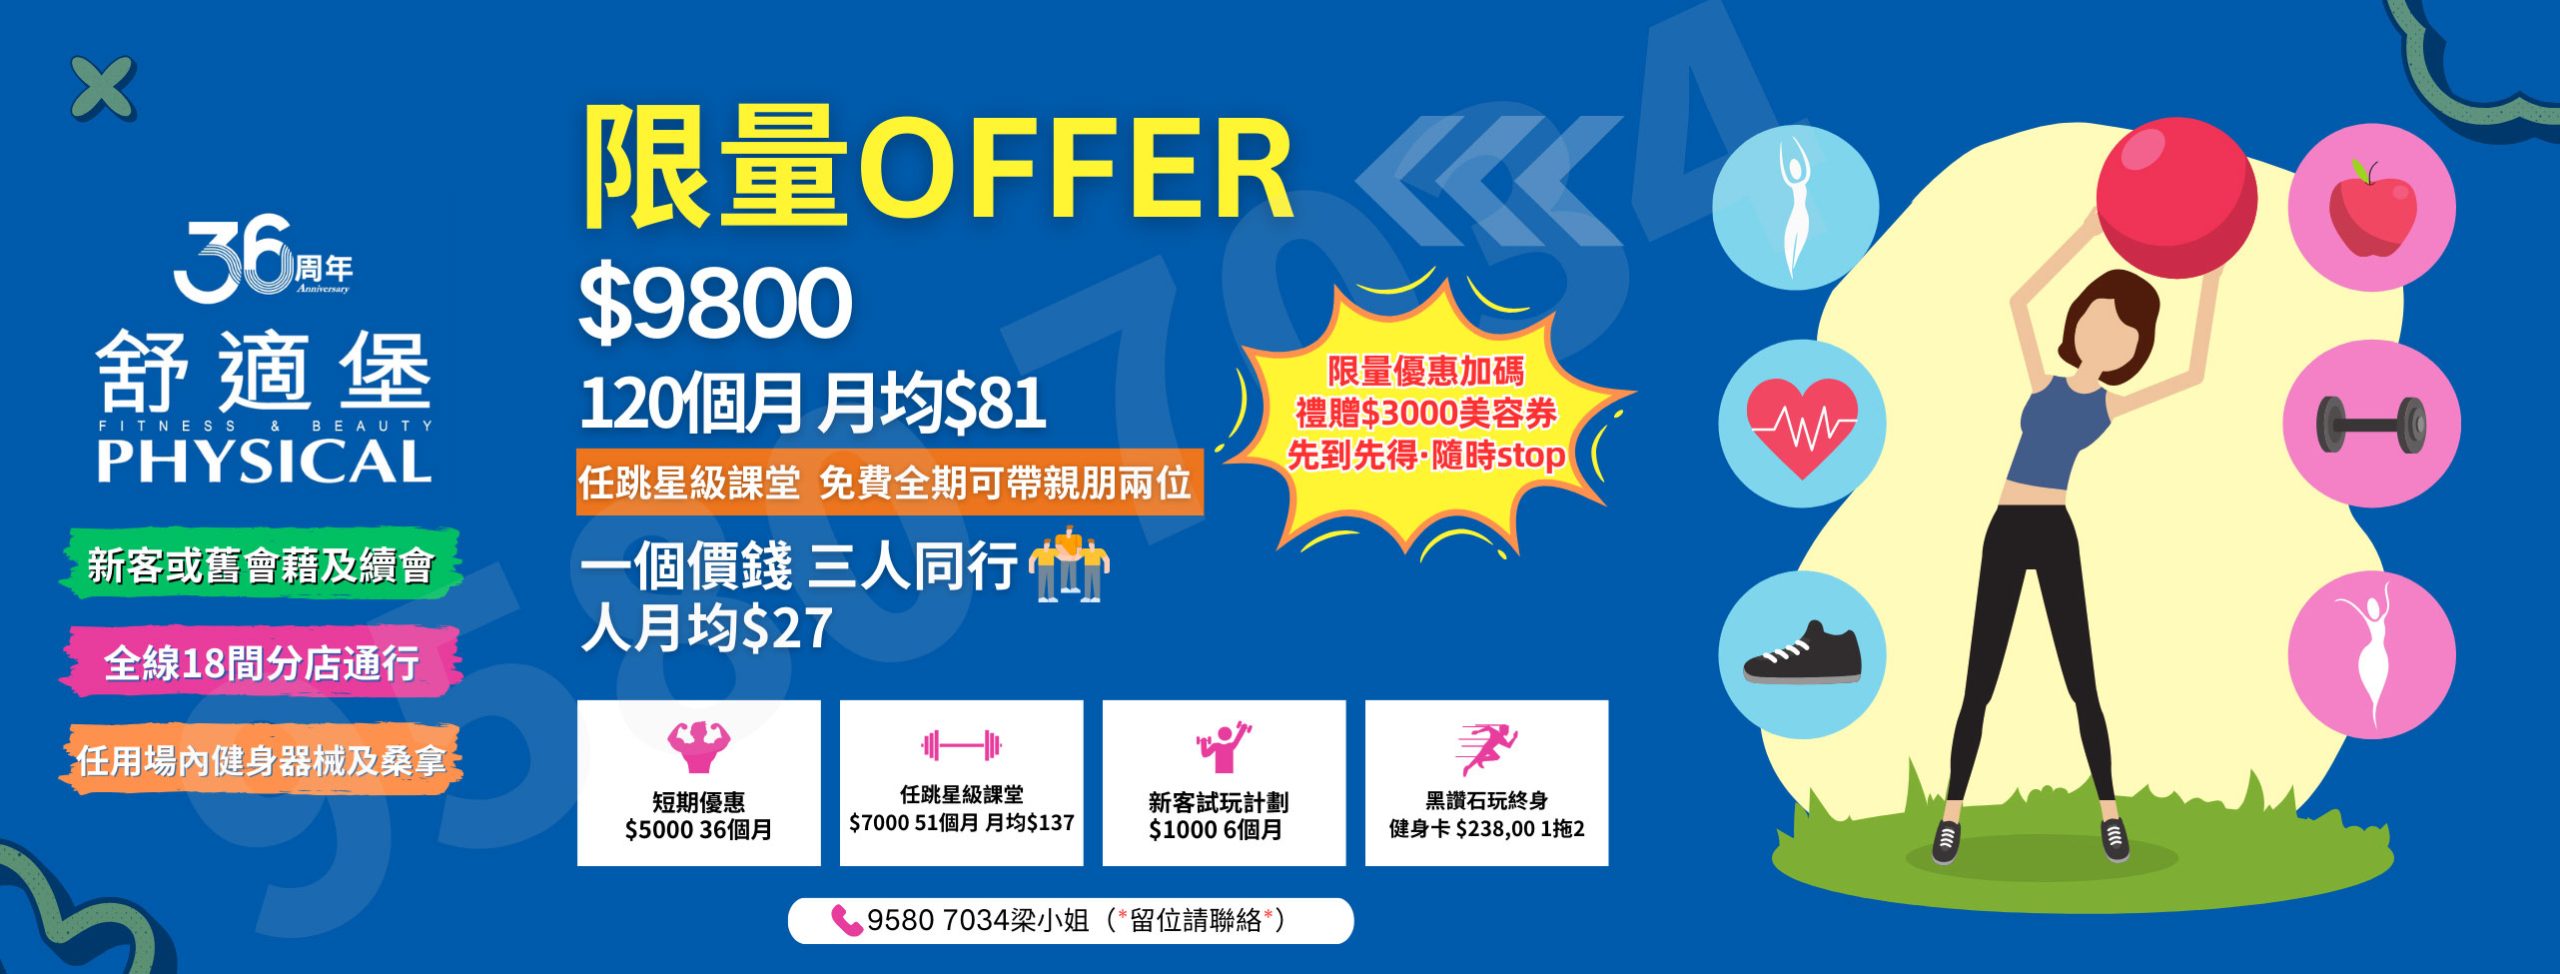 36周年
Anniversary
舒適堡
FITNESS & BEAUTY
PHYSICAL
新客或舊會藉及續會
全線18間分店通行
任用場內健身器械及桑拿
限量OFFER
$9800
120個月 月均$81
任跳星級課堂 免費全期可帶親朋兩位
一個價錢 三人同行
人月均$27
限量優惠加碼
禮贈$3000美容券
先到先得·隨時stop
短期優惠
$5000 36個月
任跳星級課堂
$7000 51個月 月均$137
新客試玩計劃
$1000 6個月
黑讚石玩終身
健身卡 $238,00 1拖2
9580 7034梁小姐（*留位請聯絡*）
9580 7034